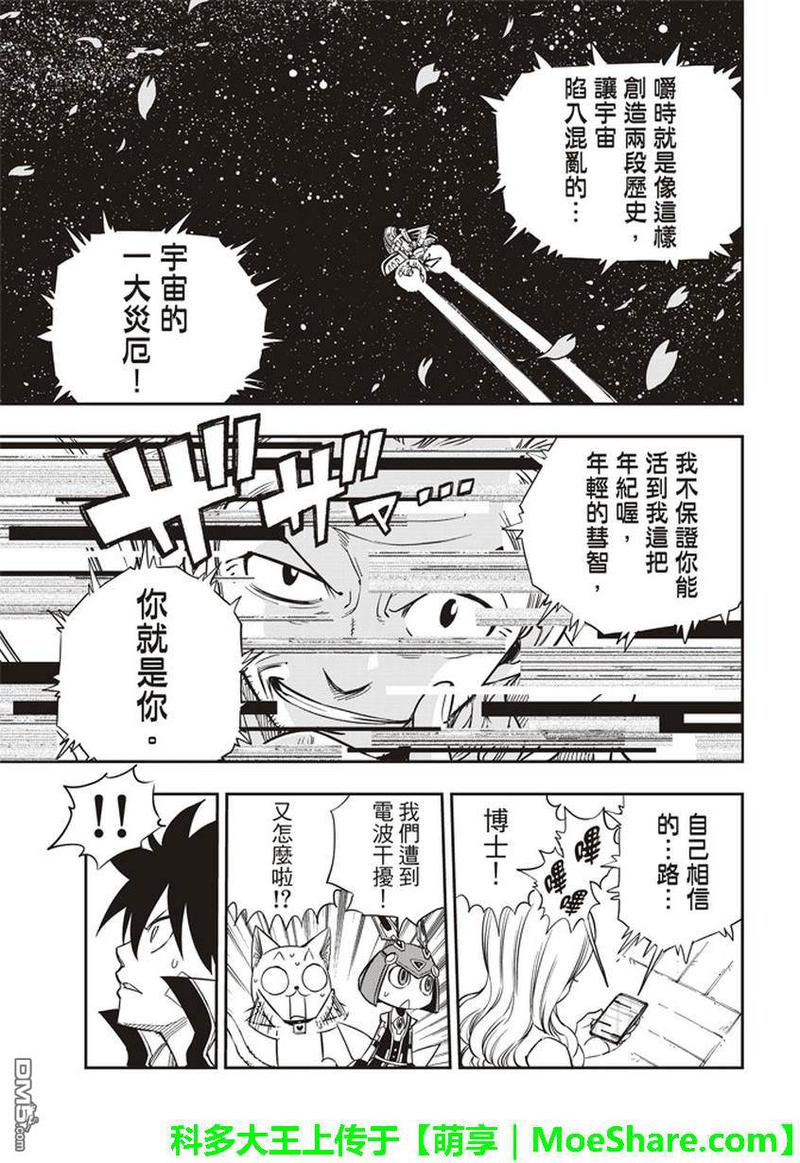 嚼時就是像這樣
創造兩段歷史，
讓宇宙
陷入混亂的…
宇宙的
一大災厄！
ザザァ…
我不保證你能
活到我這把
年紀喔，
年輕的彗智，
你就是你。
自己相信
的…路…
嗶嗶
嗶嗶
博士！
我們遭到
電波干擾！
又怎麼啦!?
!!
DM5.com
科多大王上传于【萌享｜MoeShare.com】